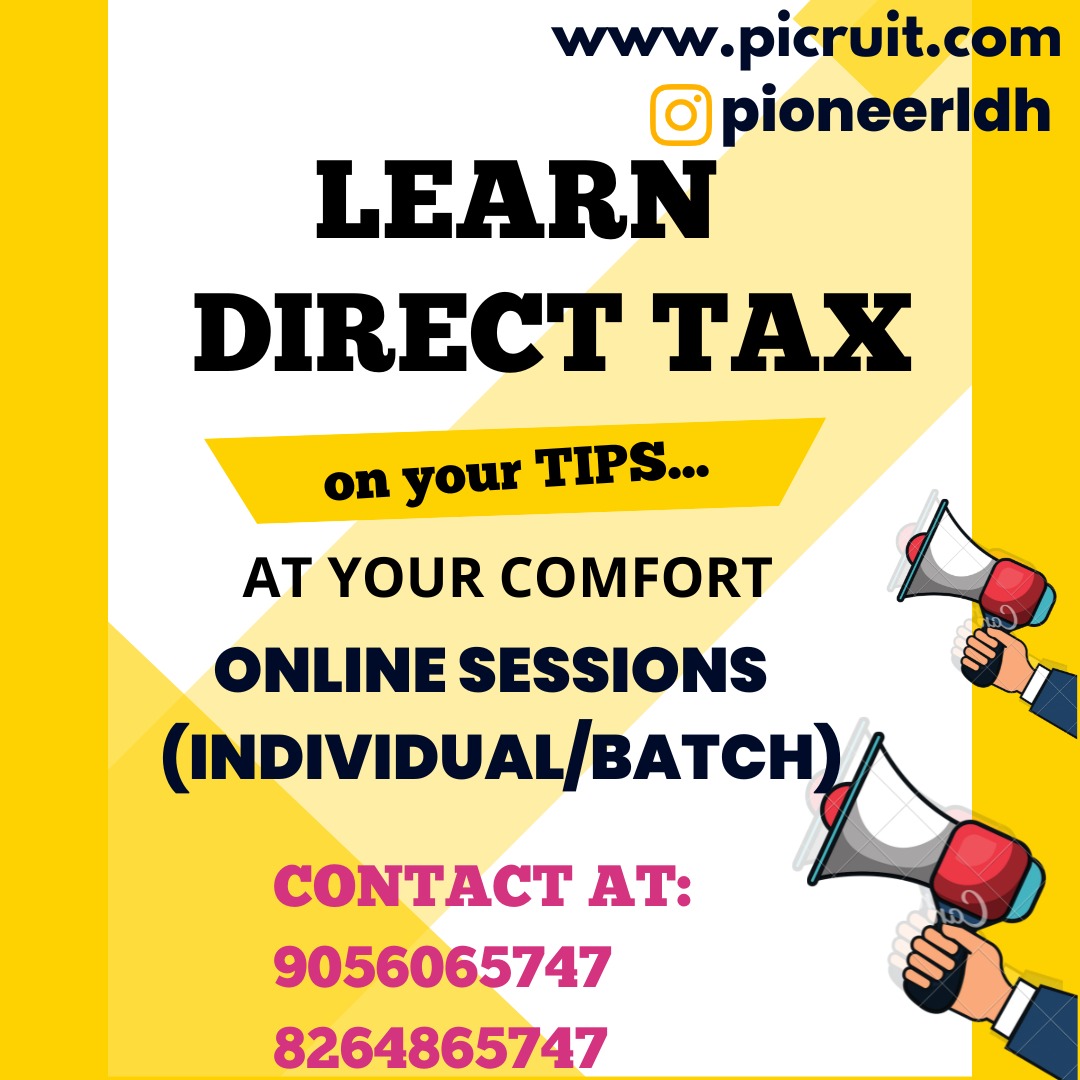 www.picruit.com
pioneerldh
LEARN
DIRECT TAX
on your TIPS...
AT YOUR COMFORT
ONLINE SESSIONS
(INDIVIDUAL/BATCH)
CONTACT AT:
9056065747
8264865747